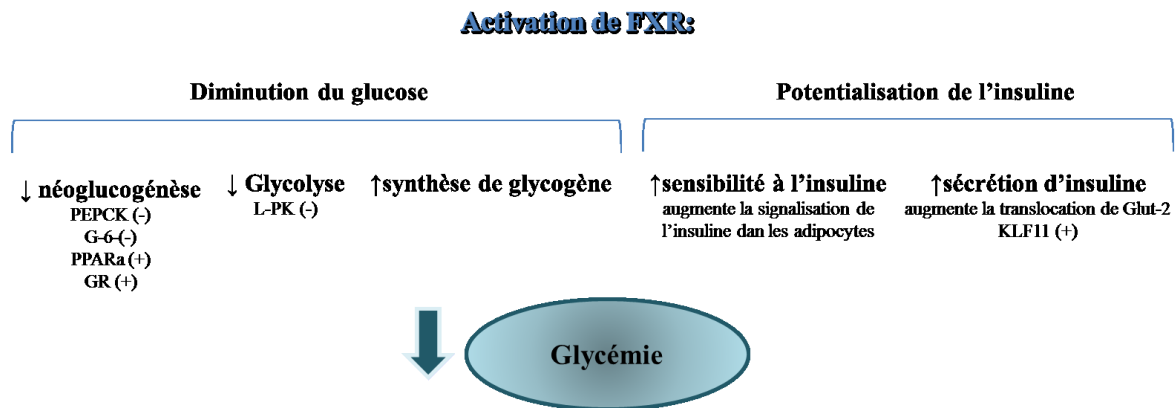 Activation de FXR:
Diminution du glucose
Potentialisation de l’insuline
↓ néoglucogénèse
PEPCK (-)
G-6-(-)
PPARa (+)
GR (+)
↓ Glycolyse
L-PK (-)
↑synthèse de glycogène
↑sensibilité à l’insuline
augmente la signalisation de
l’insuline dan les adipocytes
↑sécrétion d’insuline
augmente la translocation de Glut-2
KLF11 (+)
Glycémie